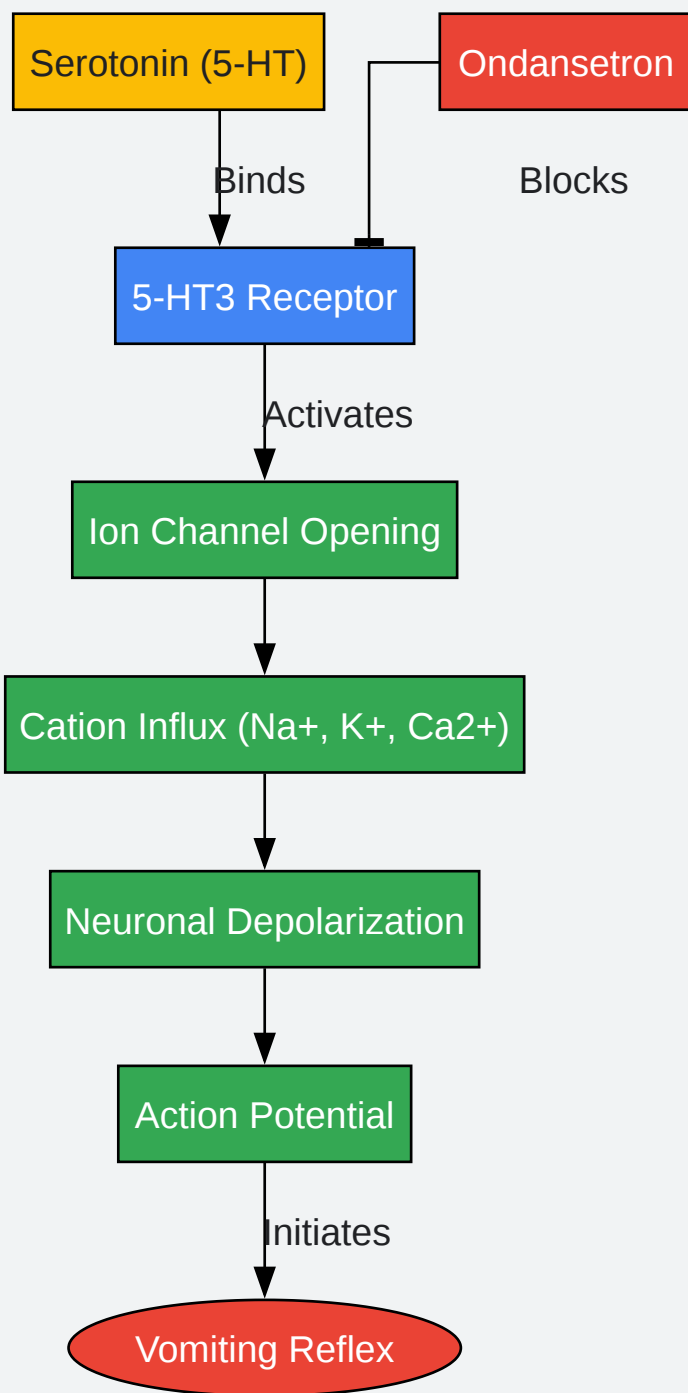 Serotonin (5-HT)
Ondansetron
Binds
Blocks
5-HT3 Receptor
Activates
Ion Channel Opening
Cation Influx (Na+, K+, Ca2+)
Neuronal Depolarization
Action Potential
Initiates
Vomiting Reflex